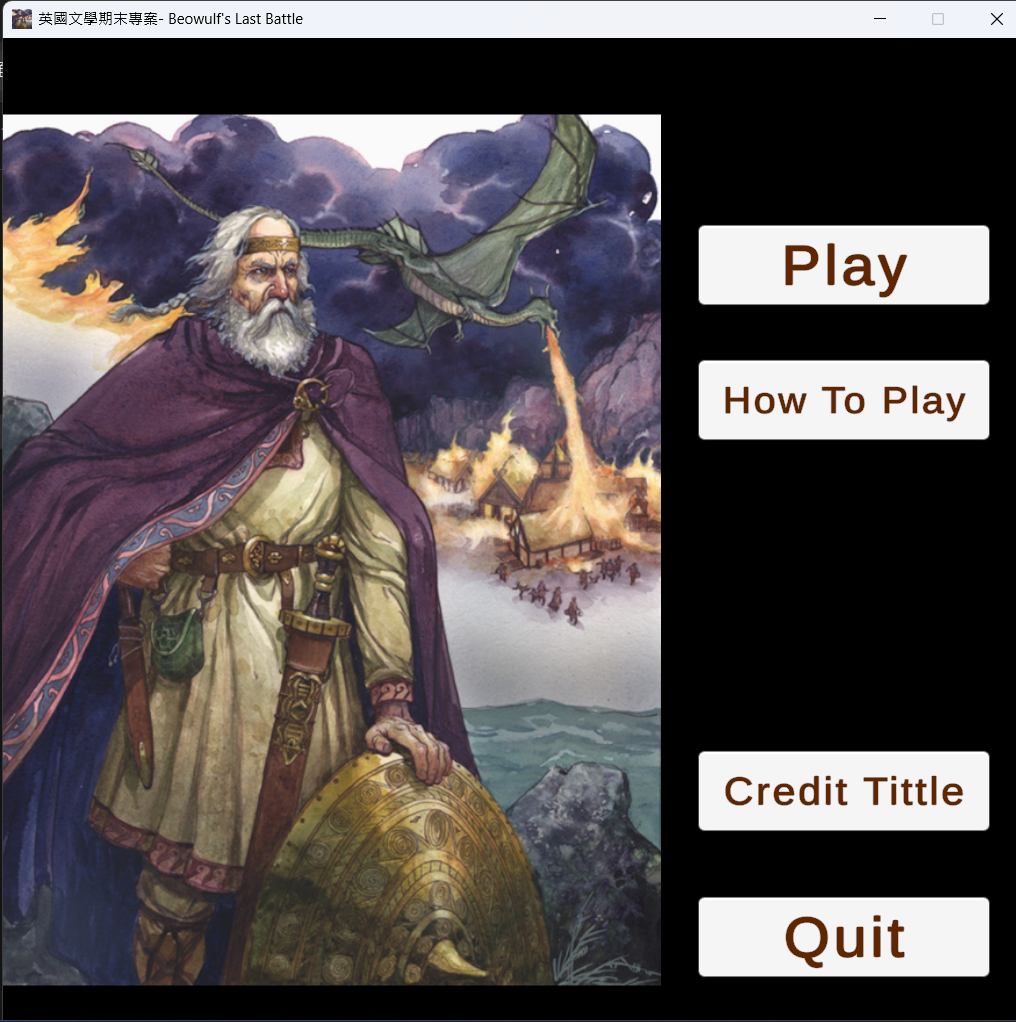 英國文學期末專案- Beowulf's Last Battle
Play
How To Play
Credit Tittle
Quit